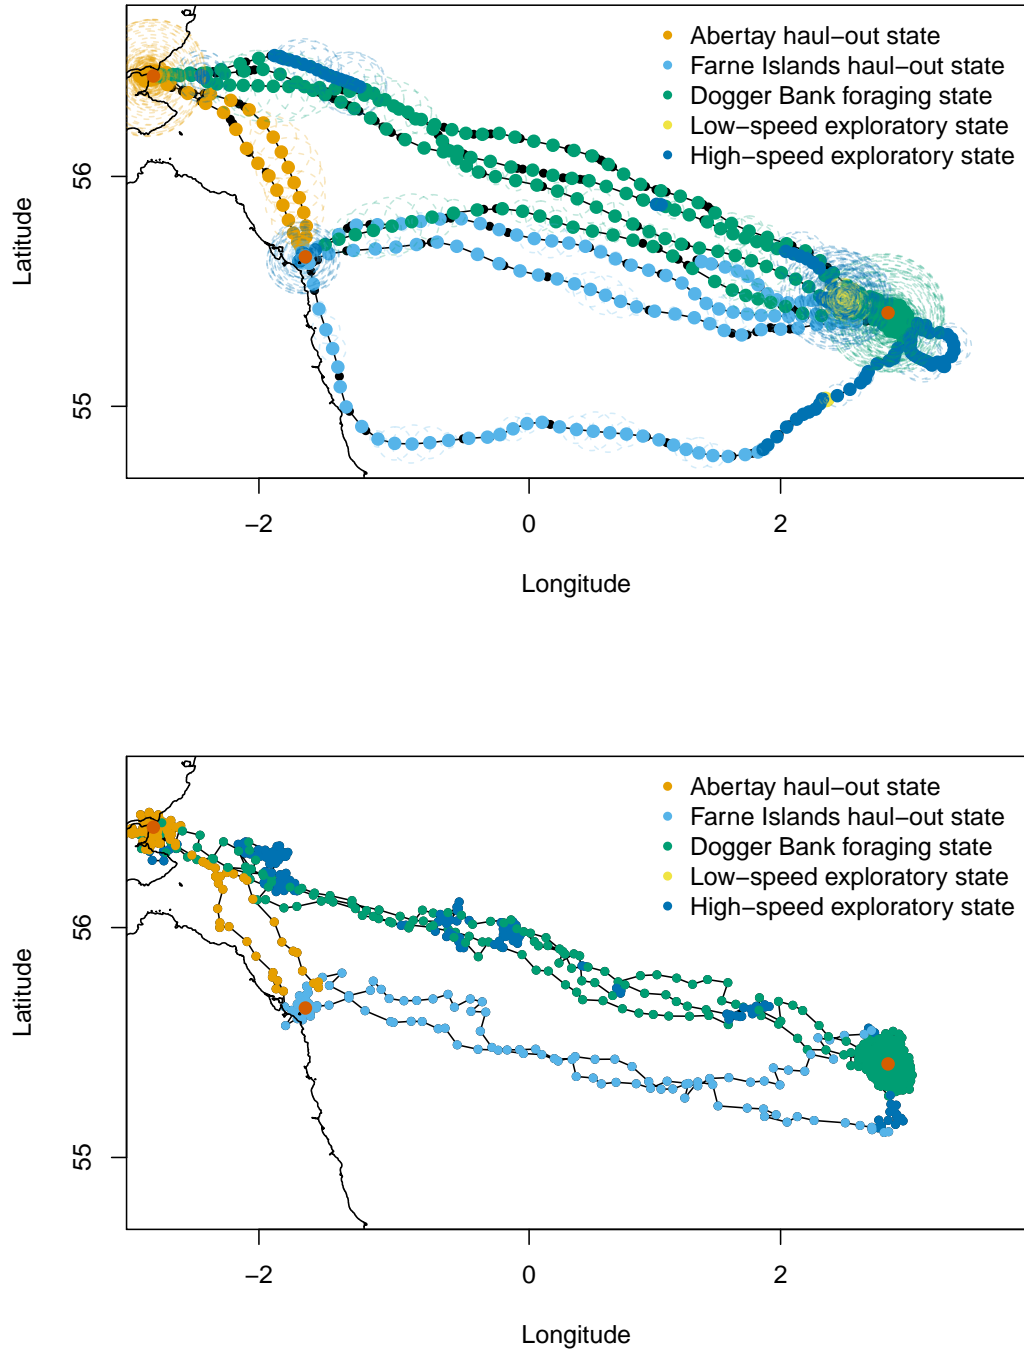 Abertay haul−out state
Farne Islands haul−out state
Dogger Bank foraging state
Low−speed exploratory state
High−speed exploratory state
56
55
Latitude
−2
0
2
Longitude
Abertay haul−out state
Farne Islands haul−out state
Dogger Bank foraging state
Low−speed exploratory state
High−speed exploratory state
56
55
Latitude
−2
0
2
Longitude